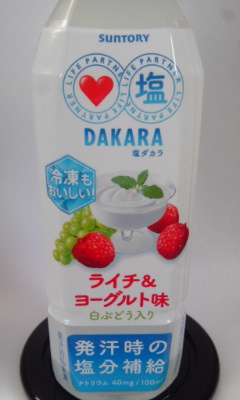 SUNTORY
LIFE PARTNER
LIFE PARTNER
塩
DAKARA
塩ダカラ
冷凍も
おいしい!
ライチ&
ヨーグルト味
白ぶどう入り
発汗時の
塩分補給
ナトリウム 40mg/100ml